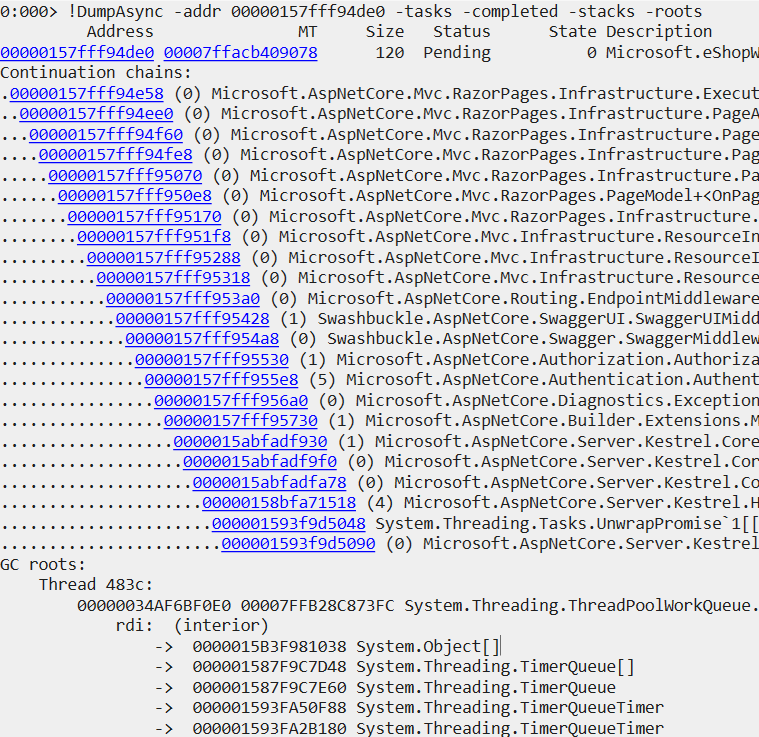 0:000> !DumpAsync -addr 00000157fff94de0 -tasks -completed -stacks -roots
Address MT Size Status State Description
00000157fff94de0 00007ffacb409078 120 Pending 0 Microsoft.eShopW
Continuation chains:
.00000157fff94e58 (0) Microsoft.AspNetCore.Mvc.RazorPages.Infrastructure.Execut
..00000157fff94ee0 (0) Microsoft.AspNetCore.Mvc.RazorPages.Infrastructure.PageA
...00000157fff94f60 (0) Microsoft.AspNetCore.Mvc.RazorPages.Infrastructure.Page
....00000157fff94fe8 (0) Microsoft.AspNetCore.Mvc.RazorPages.Infrastructure.Pag
.....00000157fff95070 (0) Microsoft.AspNetCore.Mvc.RazorPages.Infrastructure.Pa
......00000157fff950e8 (0) Microsoft.AspNetCore.Mvc.RazorPages.PageModel+<OnPag
.......00000157fff95170 (0) Microsoft.AspNetCore.Mvc.RazorPages.Infrastructure.
........00000157fff951f8 (0) Microsoft.AspNetCore.Mvc.Infrastructure.ResourceIn
.........00000157fff95288 (0) Microsoft.AspNetCore.Mvc.Infrastructure.ResourceI
..........00000157fff95318 (0) Microsoft.AspNetCore.Mvc.Infrastructure.Resource
...........00000157fff953a0 (0) Microsoft.AspNetCore.Routing.EndpointMiddleware
............00000157fff95428 (1) Swashbuckle.AspNetCore.SwaggerUI.SwaggerUIMidd
.............00000157fff954a8 (0) Swashbuckle.AspNetCore.Swagger.SwaggerMiddlew
..............00000157fff95530 (1) Microsoft.AspNetCore.Authorization.Authoriza
...............00000157fff955e8 (5) Microsoft.AspNetCore.Authentication.Authent
................00000157fff956a0 (0) Microsoft.AspNetCore.Diagnostics.Exception
.................00000157fff95730 (1) Microsoft.AspNetCore.Builder.Extensions.M
..................0000015abfadf930 (1) Microsoft.AspNetCore.Server.Kestrel.Core
...................0000015abfadf9f0 (0) Microsoft.AspNetCore.Server.Kestrel.Cor
....................0000015abfadfa78 (0) Microsoft.AspNetCore.Server.Kestrel.Co
.....................00000158bfa71518 (4) Microsoft.AspNetCore.Server.Kestrel.H
......................000001593f9d5048 System.Threading.Tasks.UnwrapPromise`1[[
.......................000001593f9d5090 (0) Microsoft.AspNetCore.Server.Kestrel
GC roots:
Thread 483c:
00000034AF6BF0E0 00007FFB28C873FC System.Threading.ThreadPoolWorkQueue.
rdi: (interior)
-> 0000015B3F981038 System.Object[]
-> 000001587F9C7D48 System.Threading.TimerQueue[]
-> 000001587F9C7E60 System.Threading.TimerQueue
-> 000001593FA50F88 System.Threading.TimerQueueTimer
-> 000001593FA2B180 System.Threading.TimerQueueTimer